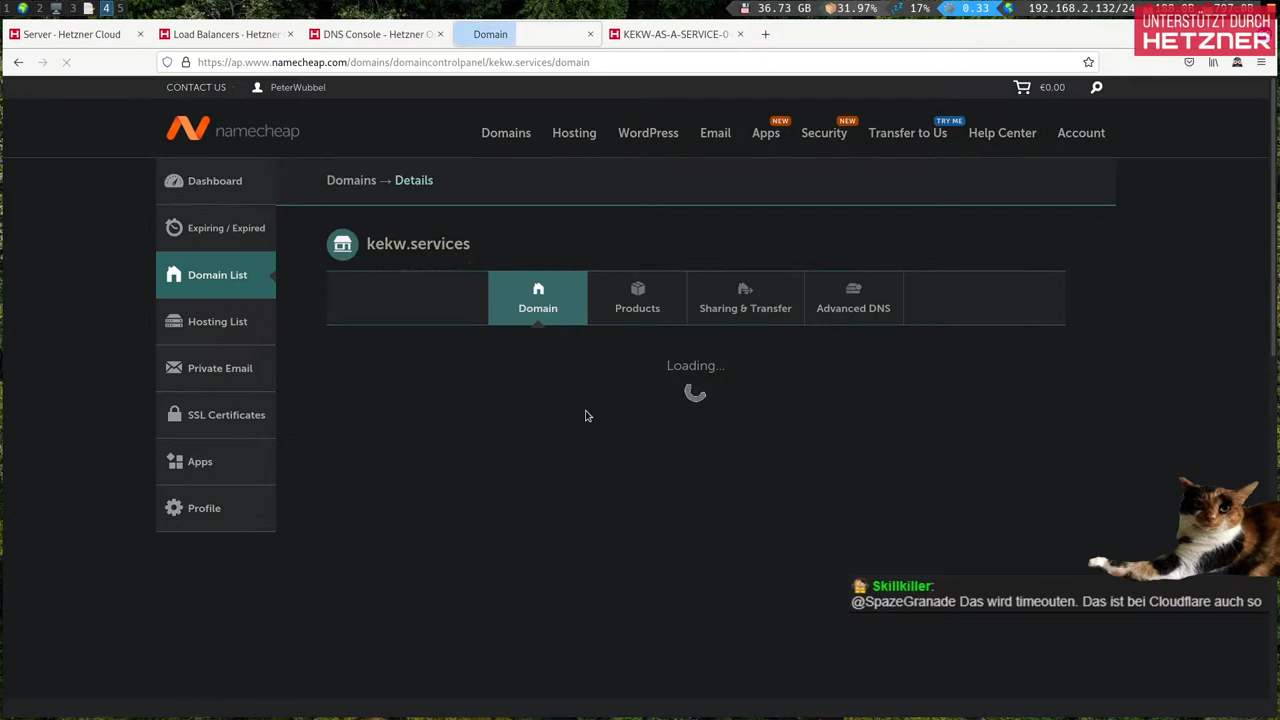 1 2 3 4 5
36.73 GB 31.97% 17% 0.33 192.168.2.132/24
UNTERSTÜTZT DURCH
HETZNER
Server · Hetzner Cloud × Load Balancers · Hetzner × DNS Console - Hetzner O × Domain × KEKW-AS-A-SERVICE-0 × +
https://ap.www.namecheap.com/domains/domaincontrolpanel/kekw.services/domain
CONTACT US PeterWubbel €0.00
NEW NEW TRY ME
namecheap Domains Hosting WordPress Email Apps Security Transfer to Us Help Center Account
Dashboard
Expiring / Expired
Domain List
Hosting List
Private Email
SSL Certificates
Apps
Profile
Domains → Details
kekw.services
Domain Products Sharing & Transfer Advanced DNS
Loading...
Skillkiller:
@SpazeGranade Das wird timeouten. Das ist bei Cloudflare auch so